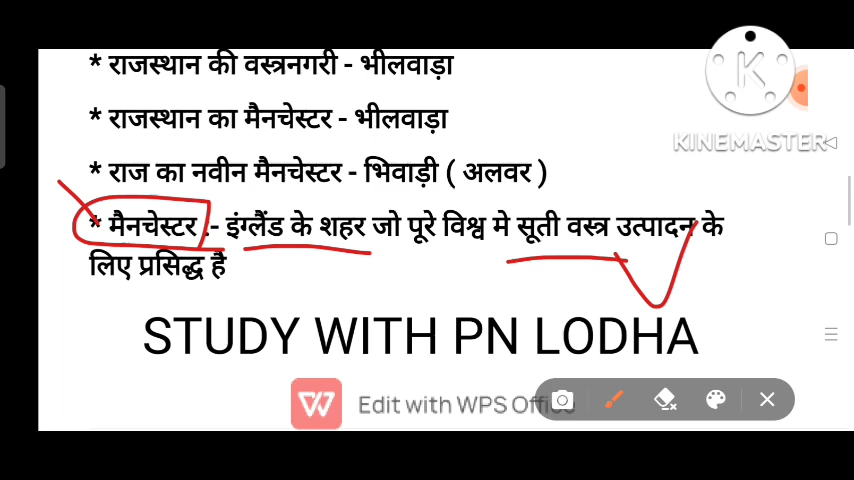 * राजस्थान की वस्त्रनगरी - भीलवाड़ा
* राजस्थान का मैनचेस्टर - भीलवाड़ा
* राज का नवीन मैनचेस्टर - भिवाड़ी ( अलवर )
* मैनचेस्टर :- इंग्लैंड के शहर जो पूरे विश्व मे सूती वस्त्र उत्पादन के
लिए प्रसिद्ध है
STUDY WITH PN LODHA
Edit with WPS Office
K
KINEMASTER